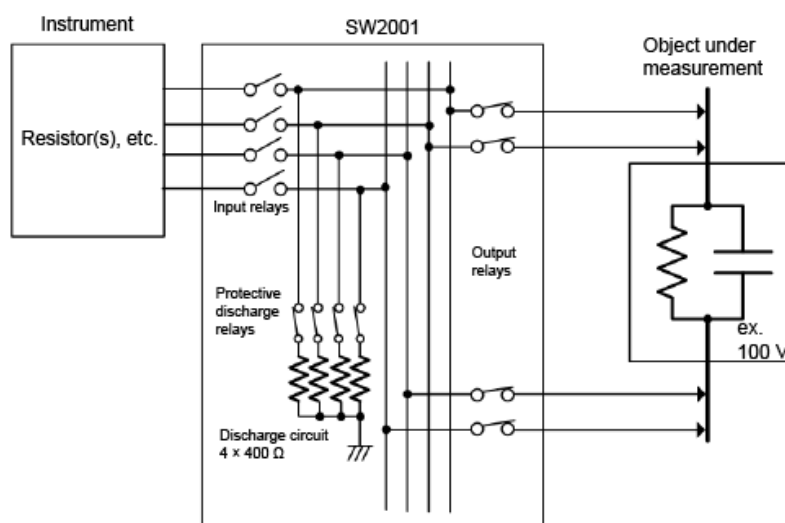 Instrument
SW2001
Object under
measurement
Resistor(s), etc.
Input relays
Output
relays
Protective
discharge
relays
ex.
100 V
Discharge circuit
4 × 400 Ω